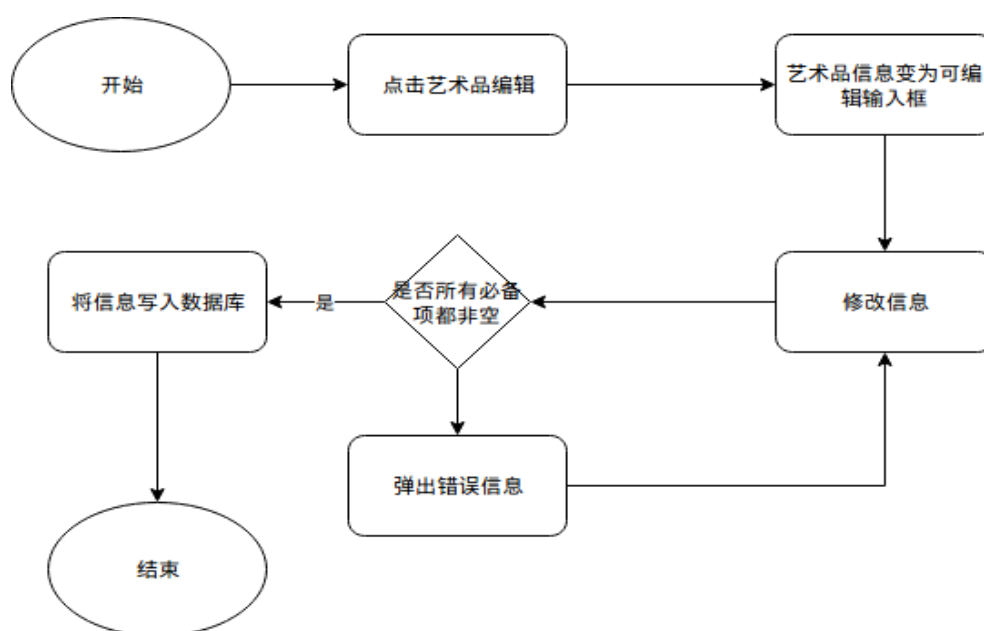 开始
点击艺术品编辑
艺术品信息变为可编
辑输入框
修改信息
是否所有必备
项都非空
是
将信息写入数据库
弹出错误信息
结束